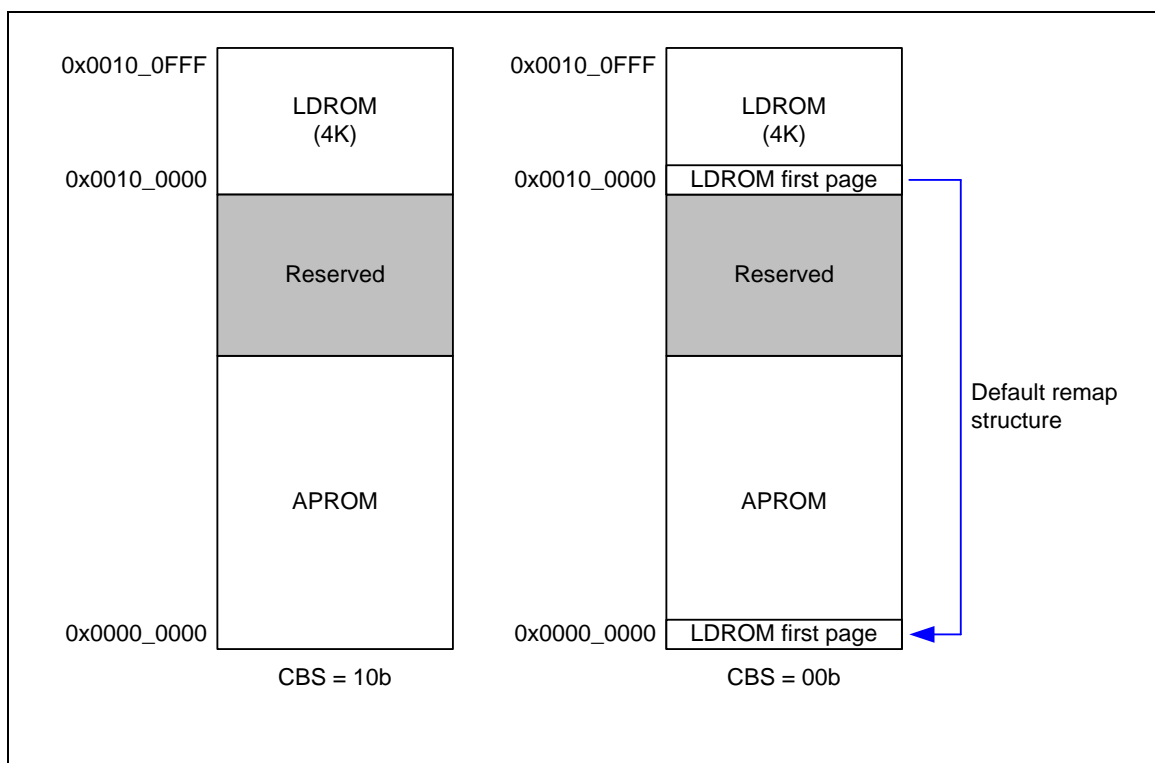 0x0010_0FFF
LDROM
(4K)
0x0010_0000
Reserved
APROM
0x0000_0000
CBS = 10b
0x0010_0FFF
LDROM
(4K)
0x0010_0000
LDROM first page
Reserved
Default remap
structure
APROM
0x0000_0000
LDROM first page
CBS = 00b